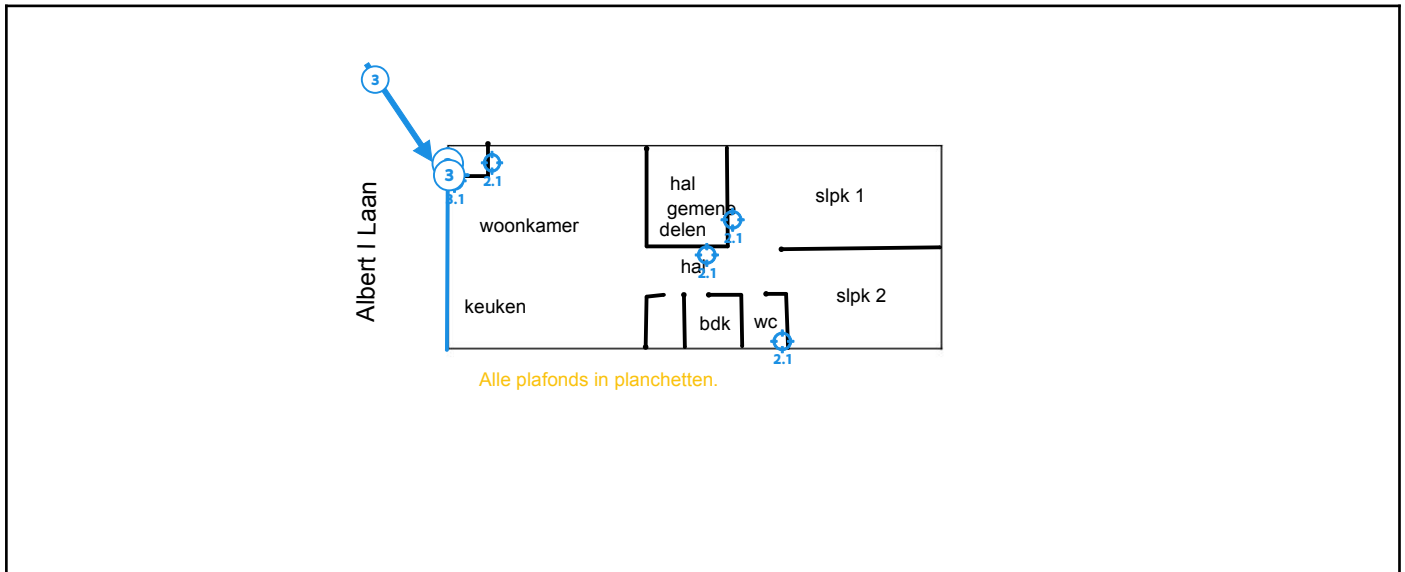 3
3
2.1
3.1
Albert I Laan
woonkamer
keuken
hal
gemene
delen
2.1
2.1
hal
slpk 1
slpk 2
bdk
wc
2.1
Alle plafonds in planchetten.